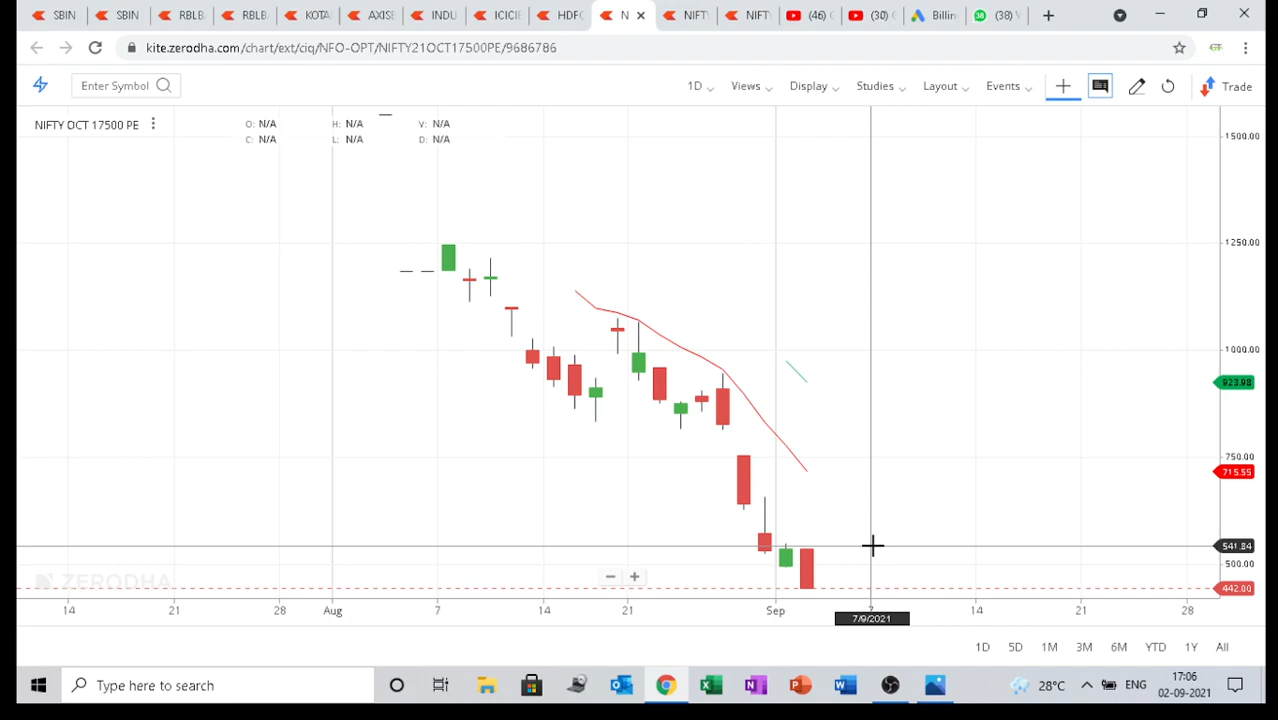 SBIN SBIN RBLB RBLB KOTA AXISE INDU ICICIE HDFC N NIFTY NIFTY (46) (30) Billin (38)
kite.zerodha.com/chart/ext/ciq/NFO-OPT/NIFTY21OCT17500PE/9686786
Enter Symbol 1D Views Display Studies Layout Events Trade
NIFTY OCT 17500 PE O: N/A H: N/A V: N/A
C: N/A L: N/A D: N/A
1500.00
1250.00
1000.00
923.98
750.00
715.55
541.84
500.00
ZERODHA
442.00
14 21 28 Aug 7 14 21 Sep 7 14 21 28
7/9/2021
1D 5D 1M 3M 6M YTD 1Y All
Type here to search 28°C ENG 17:06
02-09-2021